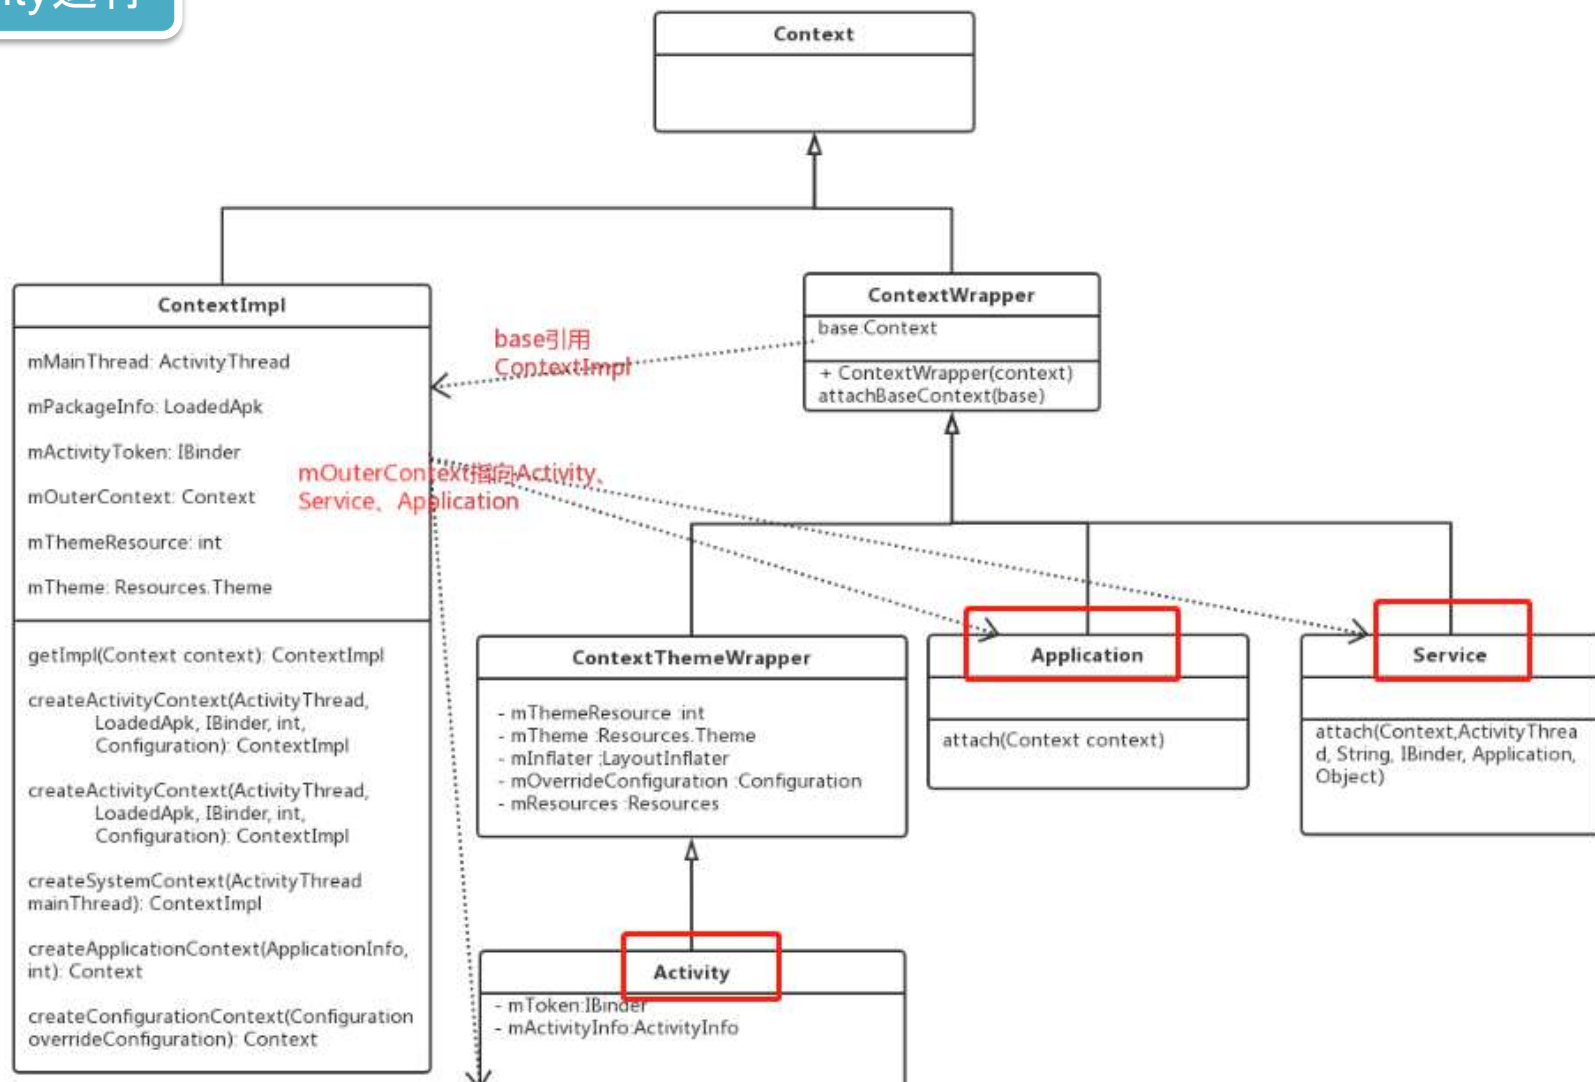 Context
ContextImpl
mMainThread: ActivityThread
mPackageInfo: LoadedApk
mActivityToken: IBinder
mOuterContext: Context
mThemeResource: int
mTheme: Resources.Theme
getImpl(Context context): ContextImpl
createActivityContext(ActivityThread,
LoadedApk, IBinder, int,
Configuration): ContextImpl
createActivityContext(ActivityThread,
LoadedApk, IBinder, int,
Configuration): ContextImpl
createSystemContext(ActivityThread
mainThread): ContextImpl
createApplicationContext(ApplicationInfo,
int): Context
createConfigurationContext(Configuration
overrideConfiguration): Context
base引用
ContextImpl
mOuterContext指向Activity、
Service、Application
ContextWrapper
base:Context
+ ContextWrapper(context)
attachBaseContext(base)
ContextThemeWrapper
- mThemeResource :int
- mTheme :Resources.Theme
- mInflater :LayoutInflater
- mOverrideConfiguration :Configuration
- mResources :Resources
Application
attach(Context context)
Service
attach(Context,ActivityThrea
d, String, IBinder, Application,
Object)
Activity
- mToken:IBinder
- mActivityInfo:ActivityInfo